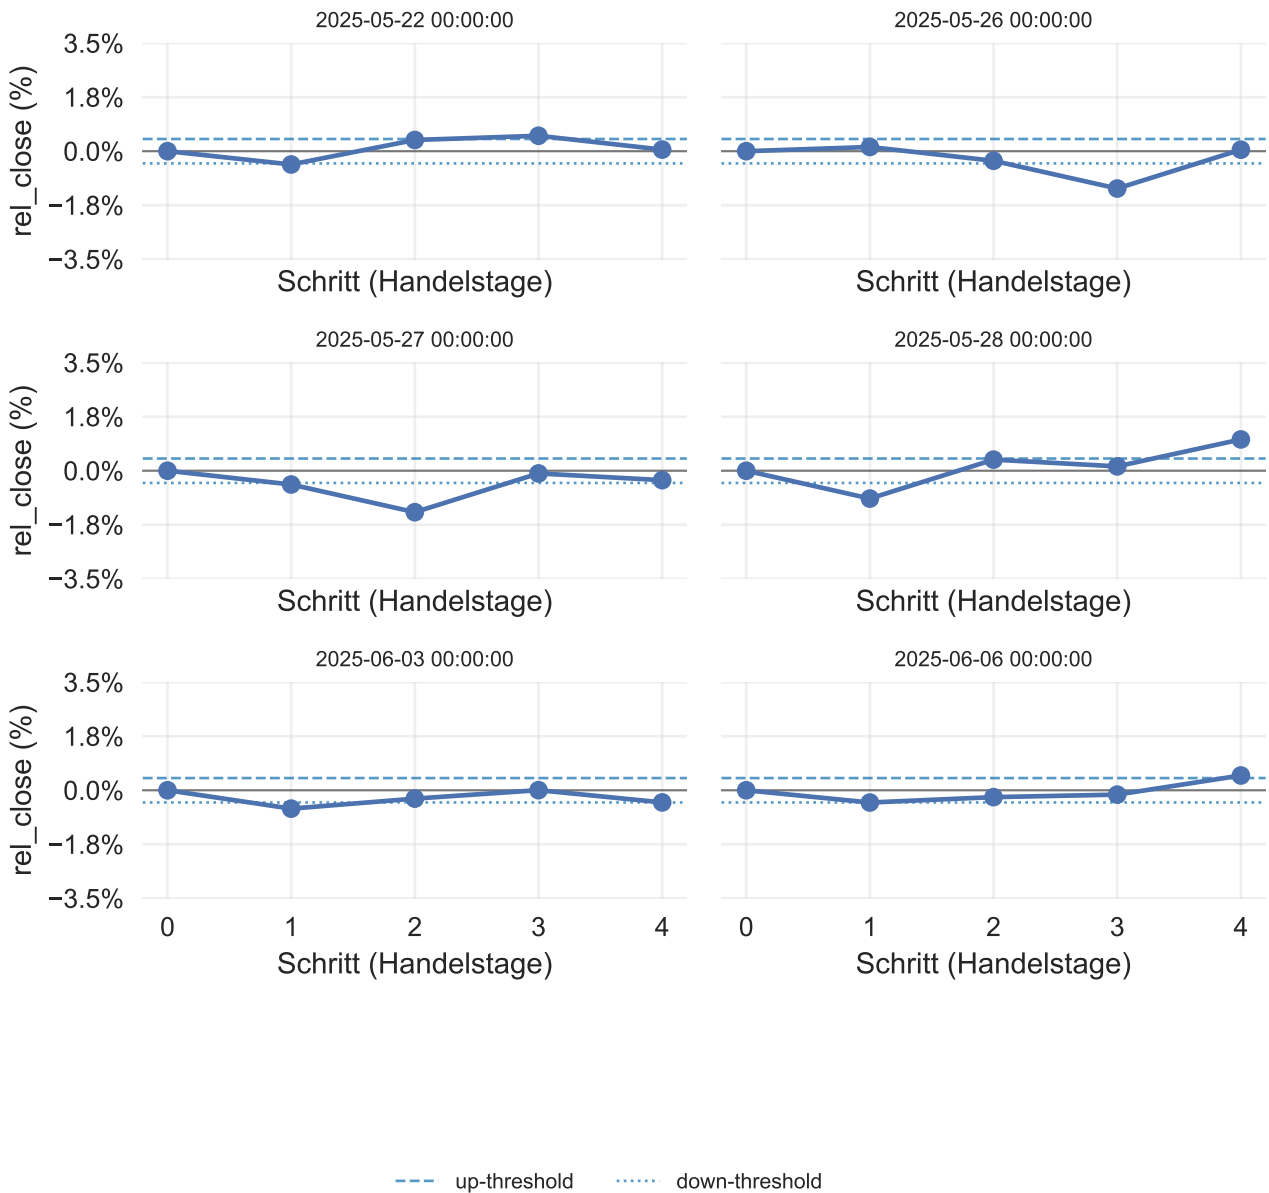 2025-05-22 00:00:00
2025-05-26 00:00:00
3.5%
1.8%
0.0%
−1.8%
−3.5%
rel_close (%)
Schritt (Handelstage)
Schritt (Handelstage)
2025-05-27 00:00:00
2025-05-28 00:00:00
3.5%
1.8%
0.0%
−1.8%
−3.5%
rel_close (%)
Schritt (Handelstage)
Schritt (Handelstage)
2025-06-03 00:00:00
2025-06-06 00:00:00
3.5%
1.8%
0.0%
−1.8%
−3.5%
rel_close (%)
0 1 2 3 4
0 1 2 3 4
Schritt (Handelstage)
Schritt (Handelstage)
up-threshold
down-threshold